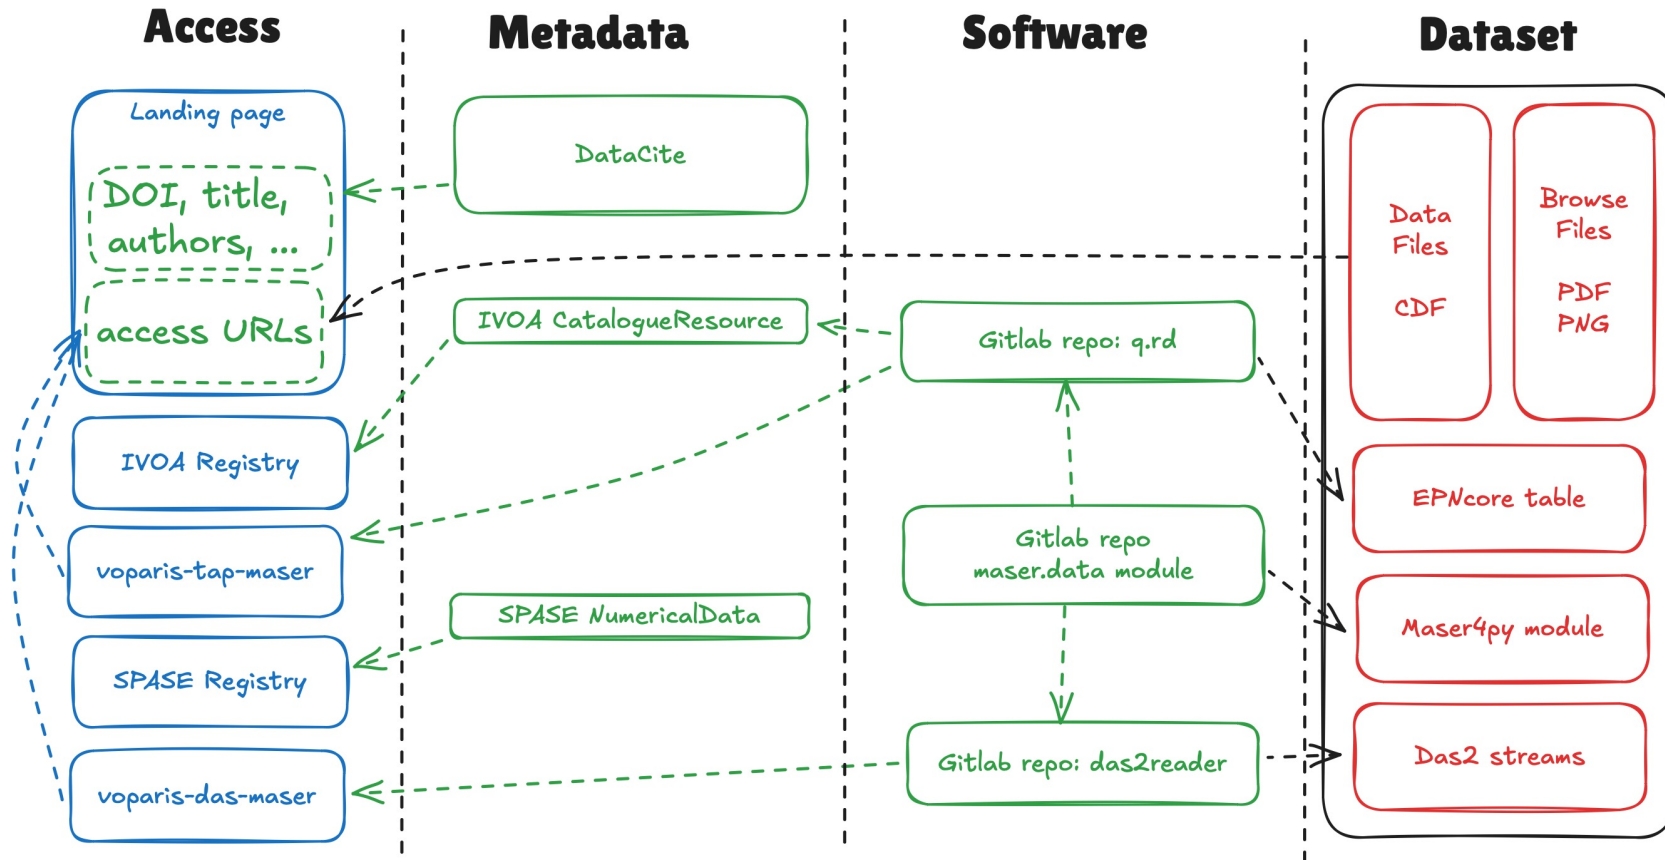 Access
Metadata
Software
Dataset
Landing page
DOI, title,
authors, ...
access URLs
IVOA Registry
voparis-tap-maser
SPASE Registry
voparis-das-maser
DataCite
IVOA CatalogueResource
SPASE NumericalData
Gitlab repo: q.rd
Gitlab repo
maser.data module
Gitlab repo: das2reader
Data
Files
CDF
Browse
Files
PDF
PNG
EPNcore table
Maser4py module
Das2 streams